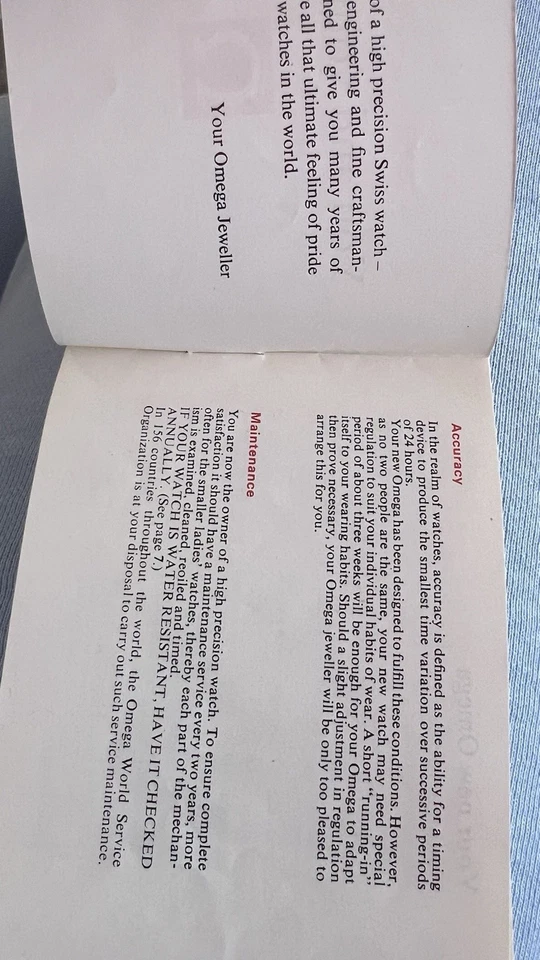 of a high precision Swiss watch –
engineering and fine craftsman-
ned to give you many years of
e all that ultimate feeling of pride
watches in the world.
Your Omega Jeweller
Accuracy
In the realm of watches, accuracy is defined as the ability for a timing
device to produce the smallest time variation over successive periods
of 24 hours.
Your new Omega has been designed to fulfill these conditions. However,
as no two people are the same, your new watch may need special
regulation to suit your individual habits of wear. A short “running-in”
period of about three weeks will be enough for your Omega to adapt
itself to your wearing habits. Should a slight adjustment in regulation
then prove necessary, your Omega jeweller will be only too pleased to
arrange this for you.
Maintenance
You are now the owner of a high precision watch. To ensure complete
satisfaction it should have a maintenance service every two years, more
often for the smaller ladies' watches, thereby each part of the mechan-
ism is examined, cleaned, reoiled and timed.
IF YOUR WATCH IS WATER RESISTANT, HAVE IT CHECKED
ANNUALLY. (See page 7.)
In 156 countries throughout the world, the Omega World Service
Organization is at your disposal to carry out such service maintenance.